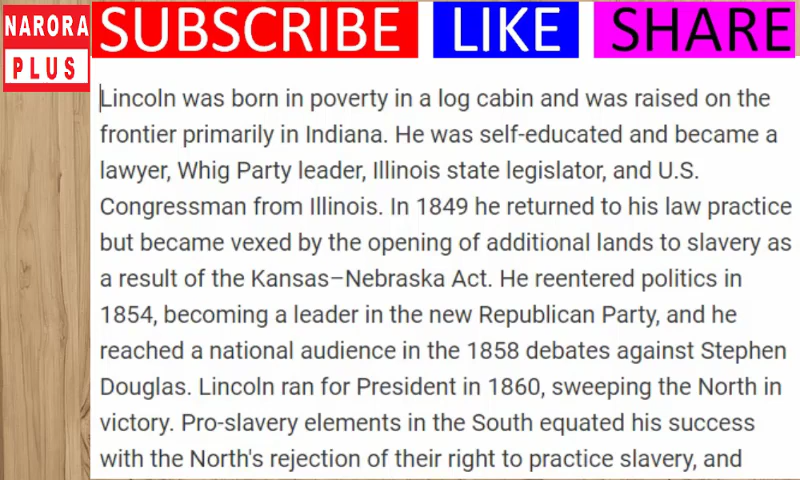 NARORA
PLUS
SUBSCRIBE LIKE SHARE
Lincoln was born in poverty in a log cabin and was raised on the
frontier primarily in Indiana. He was self-educated and became a
lawyer, Whig Party leader, Illinois state legislator, and U.S.
Congressman from Illinois. In 1849 he returned to his law practice
but became vexed by the opening of additional lands to slavery as
a result of the Kansas–Nebraska Act. He reentered politics in
1854, becoming a leader in the new Republican Party, and he
reached a national audience in the 1858 debates against Stephen
Douglas. Lincoln ran for President in 1860, sweeping the North in
victory. Pro-slavery elements in the South equated his success
with the North's rejection of their right to practice slavery, and